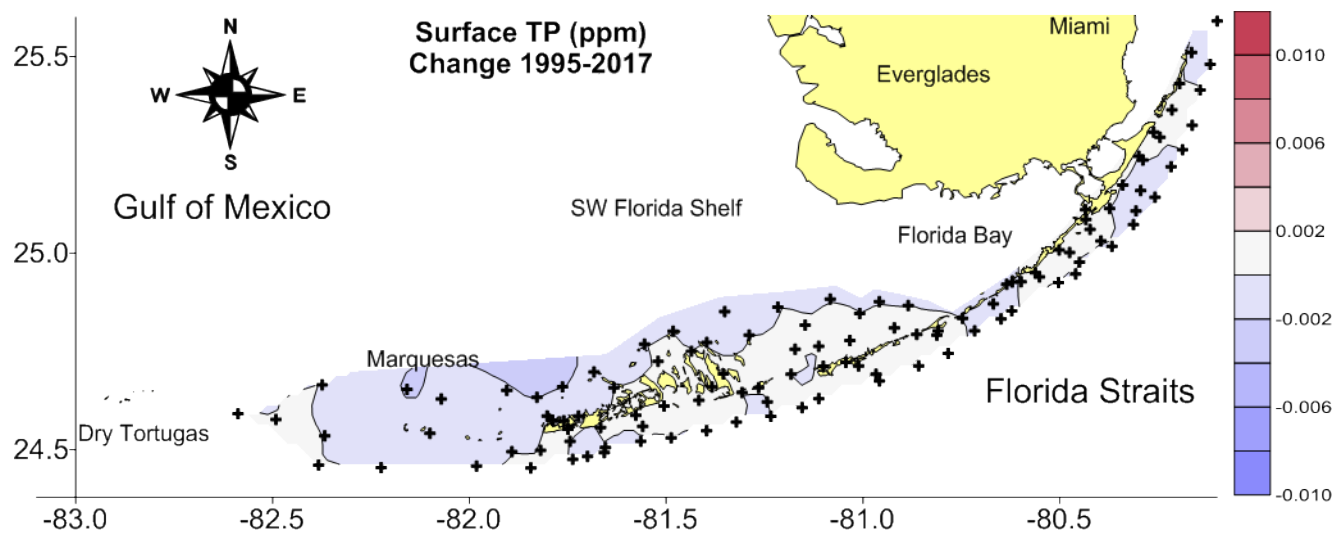 Surface TP (ppm)
Change 1995-2017
N
W
E
S
Miami
Everglades
Gulf of Mexico
SW Florida Shelf
Florida Bay
Marquesas
Dry Tortugas
Florida Straits
25.5
25.0
24.5
-83.0
-82.5
-82.0
-81.5
-81.0
-80.5
0.010
0.006
0.002
-0.002
-0.006
-0.010